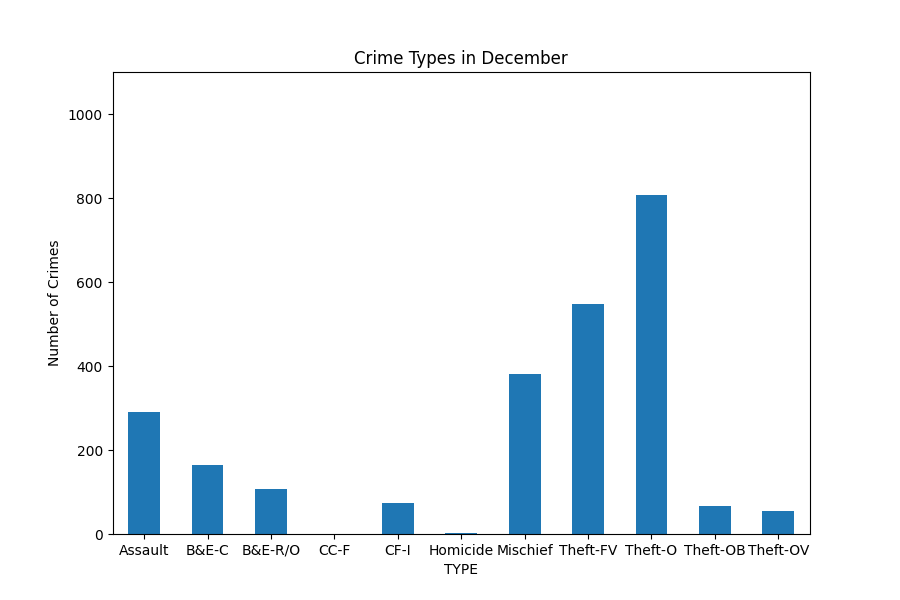 Crime Types in December
Number of Crimes
1000
800
600
400
200
0
Assault B&E-C B&E-R/O CC-F CF-I Homicide Mischief Theft-FV Theft-O Theft-OB Theft-OV
TYPE